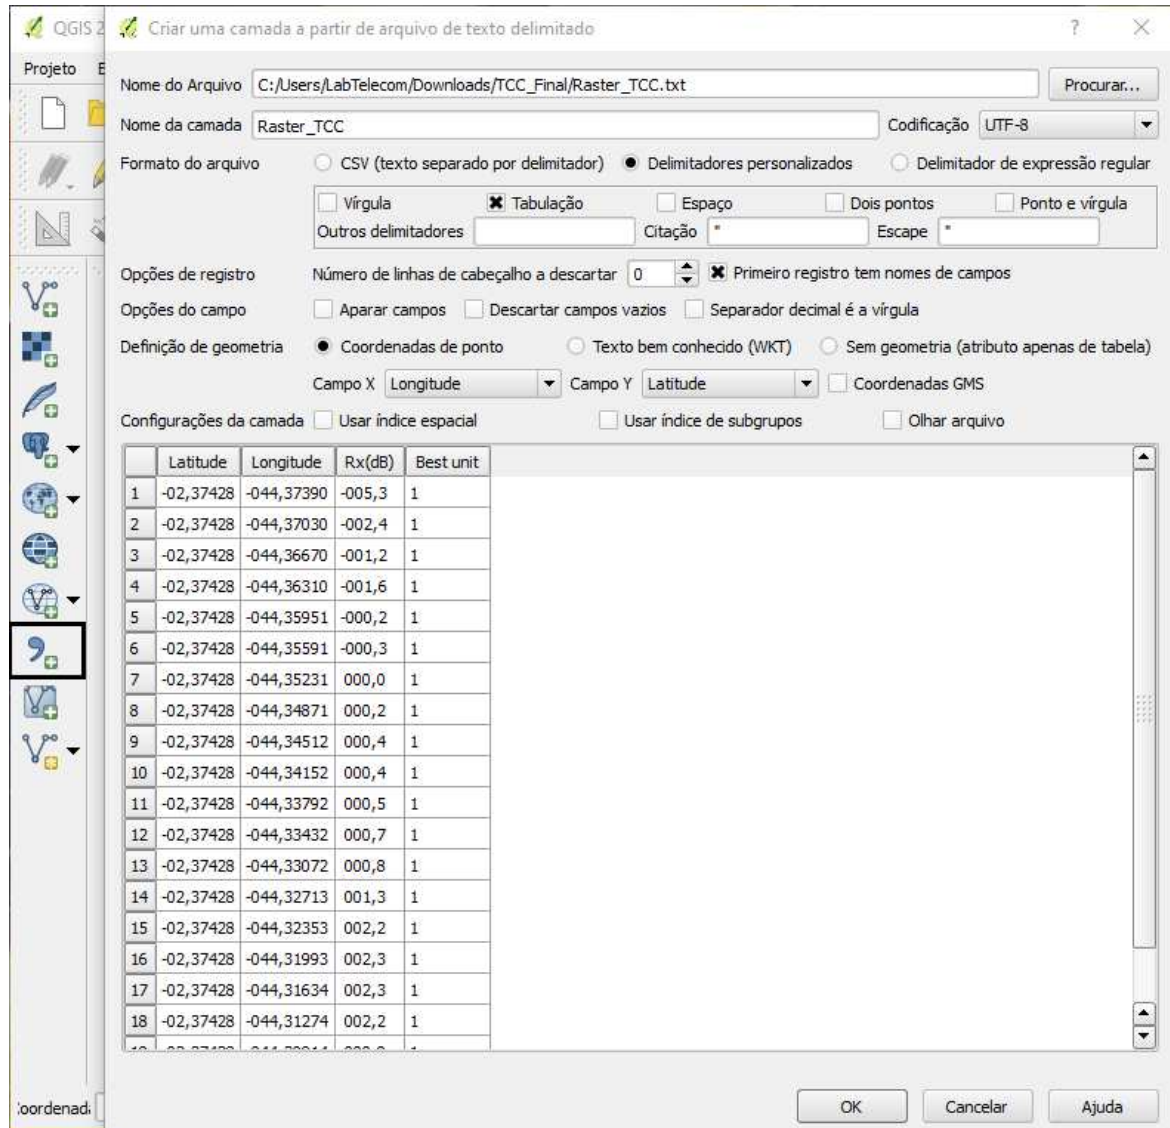 QGIS 2
Criar uma camada a partir de arquivo de texto delimitado
?
Projeto E
Nome do Arquivo C:/Users/LabTelecom/Downloads/TCC_Final/Raster_TCC.txt Procurar...
Nome da camada Raster_TCC Codificação UTF-8
Formato do arquivo CSV (texto separado por delimitador) Delimitadores personalizados Delimitador de expressão regular
Vírgula Tabulação Espaço Dois pontos Ponto e vírgula
Outros delimitadores Citação " Escape "
Opções de registro Número de linhas de cabeçalho a descartar 0 Primeiro registro tem nomes de campos
Opções do campo Aparar campos Descartar campos vazios Separador decimal é a vírgula
Definição de geometria Coordenadas de ponto Texto bem conhecido (WKT) Sem geometria (atributo apenas de tabela)
Campo X Longitude Campo Y Latitude Coordenadas GMS
Configurações da camada Usar índice espacial Usar índice de subgrupos Olhar arquivo
Latitude Longitude Rx(dB) Best unit
1 -02,37428 -044,37390 -005,3 1
2 -02,37428 -044,37030 -002,4 1
3 -02,37428 -044,36670 -001,2 1
4 -02,37428 -044,36310 -001,6 1
5 -02,37428 -044,35951 -000,2 1
6 -02,37428 -044,35591 -000,3 1
7 -02,37428 -044,35231 000,0 1
8 -02,37428 -044,34871 000,2 1
9 -02,37428 -044,34512 000,4 1
10 -02,37428 -044,34152 000,4 1
11 -02,37428 -044,33792 000,5 1
12 -02,37428 -044,33432 000,7 1
13 -02,37428 -044,33072 000,8 1
14 -02,37428 -044,32713 001,3 1
15 -02,37428 -044,32353 002,2 1
16 -02,37428 -044,31993 002,3 1
17 -02,37428 -044,31634 002,3 1
18 -02,37428 -044,31274 002,2 1
:oordenad: OK Cancelar Ajuda